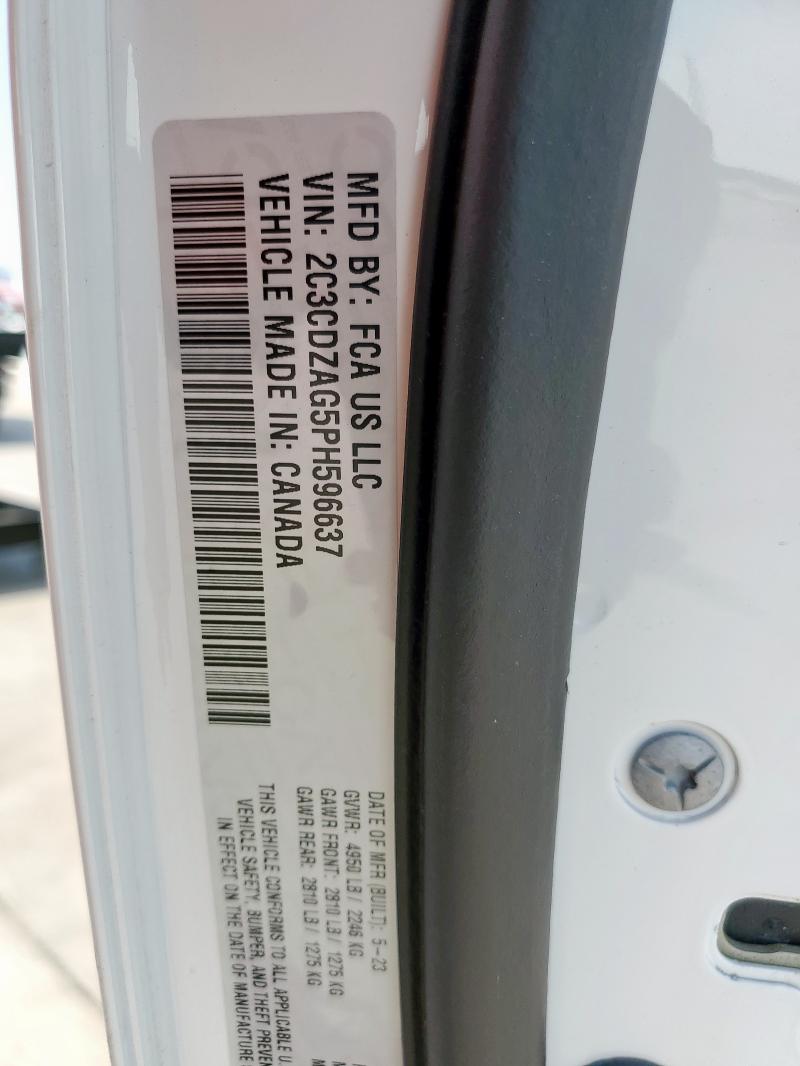 MFD BY: FCA US LLC
VIN: 2C3CDZAG5PH596637
VEHICLE MADE IN: CANADA
DATE OF MFR (BUILT): 5-23
GVWR: 4950 LB / 2246 KG
GAWR FRONT: 2810 LB / 1275 KG
GAWR REAR: 2810 LB / 1275 KG
THIS VEHICLE CONFORMS TO ALL APPLICABLE U.
VEHICLE SAFETY, BUMPER, AND THEFT PREVEN
IN EFFECT ON THE DATE OF MANUFACTURE